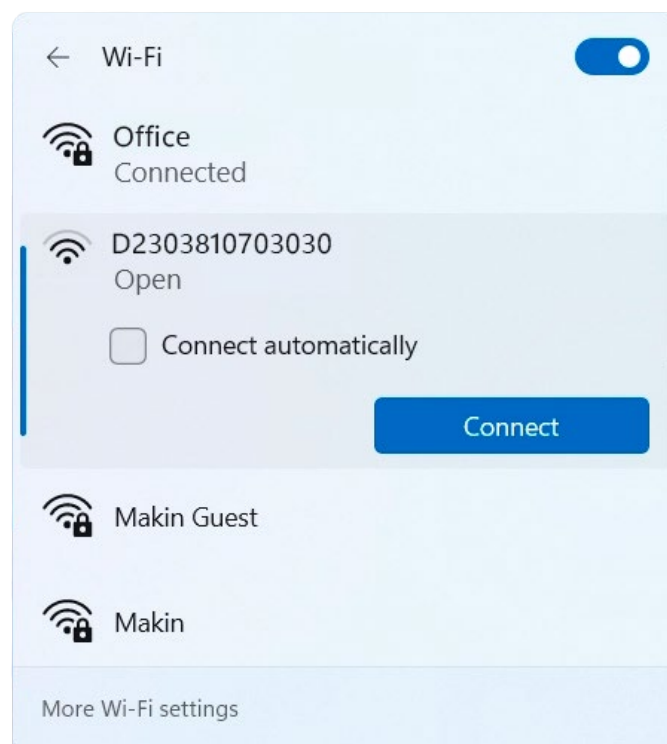 Wi-Fi
Office
Connected
D2303810703030
Open
Connect automatically
Connect
Makin Guest
Makin
More Wi-Fi settings